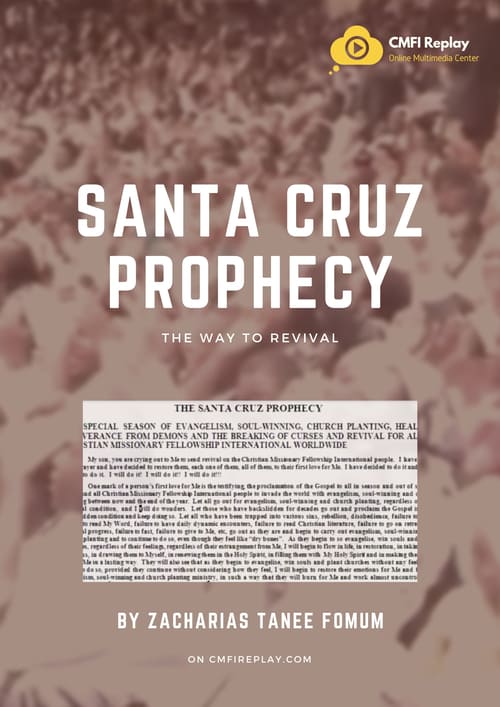 CMFI Replay
Online Multimedia Center
SANTA CRUZ
PROPHECY
THE WAY TO REVIVAL
THE SANTA CRUZ PROPHECY
SPECIAL SEASON OF EVANGELISM, SOUL-WINNING, CHURCH PLANTING, HEAL
VERANCE FROM DEMONS AND THE BREAKING OF CURSES AND REVIVAL FOR AL
STIAN MISSIONARY FELLOWSHIP INTERNATIONAL WORLDWIDE
My son, you are crying out to Me to send revival on the Christian Missionary Fellowship International people. I have
ayer and have decided to restore them, each one of them, all of them, to their first love for Me. I have decided to do it and
to do it. I will do it! I will do it! I will do it!!!
One mark of a person's first love for Me is the testifying, the proclamation of the Gospel to all in season and out of s
and all Christian Missionary Fellowship International people to invade the world with evangelism, soul-winning and c
g between now and the end of the year. Let all go out for evangelism, soul-winning and church planting, regardless o
al condition, and I will do wonders. Let those who have backslidden for decades go out and proclaim the Gospel i
dden condition and keep doing so. Let all who have been trapped into various sins, rebellion, disobedience, failure to
to read My Word, failure to have daily dynamic encounters, failure to read Christian literature, failure to go on retre
al progress, failure to fast, failure to give to Me, etc, go out as they are and begin to carry out evangelism, soul-winnin
planting and to continue to do so, even though they feel like "dry bones". As they begin to so evangelise, win souls and
es, regardless of their feelings, regardless of their estrangement from Me, I will begin to flow in life, in restoration, in takin
s, in drawing them to Myself, in renewing them in the Holy Spirit, in filling them with My Holy Spirit and in making the
Me in a lasting way. They will also see that as they begin to evangelise, win souls and plant churches without any feel
o do so, provided they continue without considering how they feel, I will begin to restore their emotions for Me and t
ism, soul-winning and church planting ministry, in such a way that they will burn for Me and work almost uncontro
BY ZACHARIAS TANEE FOMUM
ON CMFIREPLAY.COM